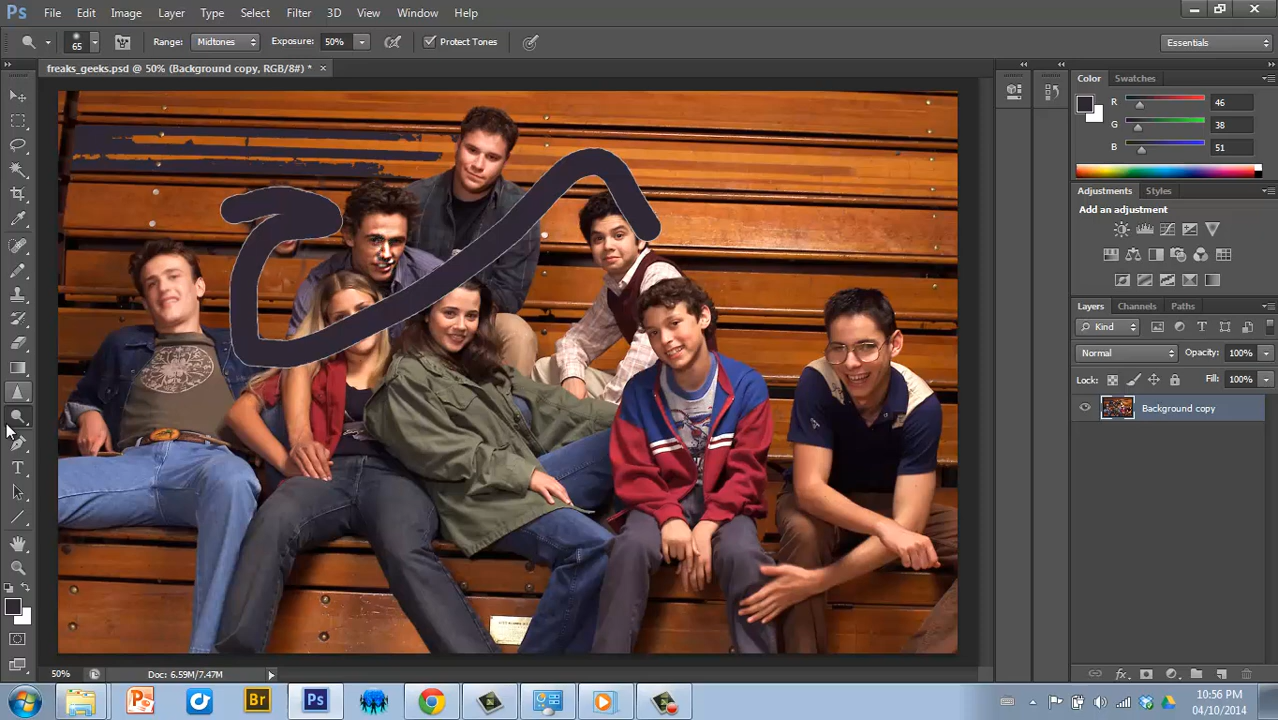 Ps File Edit Image Layer Type Select Filter 3D View Window Help
65 Range: Midtones Exposure: 50% Protect Tones Essentials
freaks_geeks.psd @ 50% (Background copy, RGB/8#) * ×
Color Swatches
R 46
G 38
B 51
Adjustments Styles
Add an adjustment
Layers Channels Paths
Kind
Normal Opacity: 100%
Lock: Fill: 100%
Background copy
T
50% Doc: 6.59M/7.47M
Br Ps
10:56 PM
04/10/2014